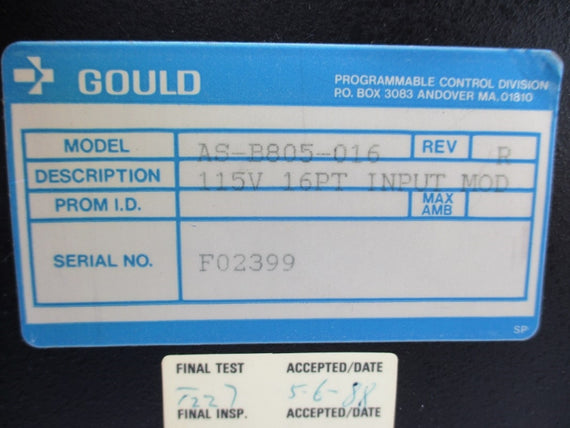 GOULD
PROGRAMMABLE CONTROL DIVISION
P.O. BOX 3083 ANDOVER MA. 01810
MODEL AS-B805-016 REV R
DESCRIPTION 115V 16PT INPUT MOD
PROM I.D. MAX AMB
SERIAL NO. F02399
SP
FINAL TEST ACCEPTED/DATE
T227 5-6-88
FINAL INSP. ACCEPTED/DATE